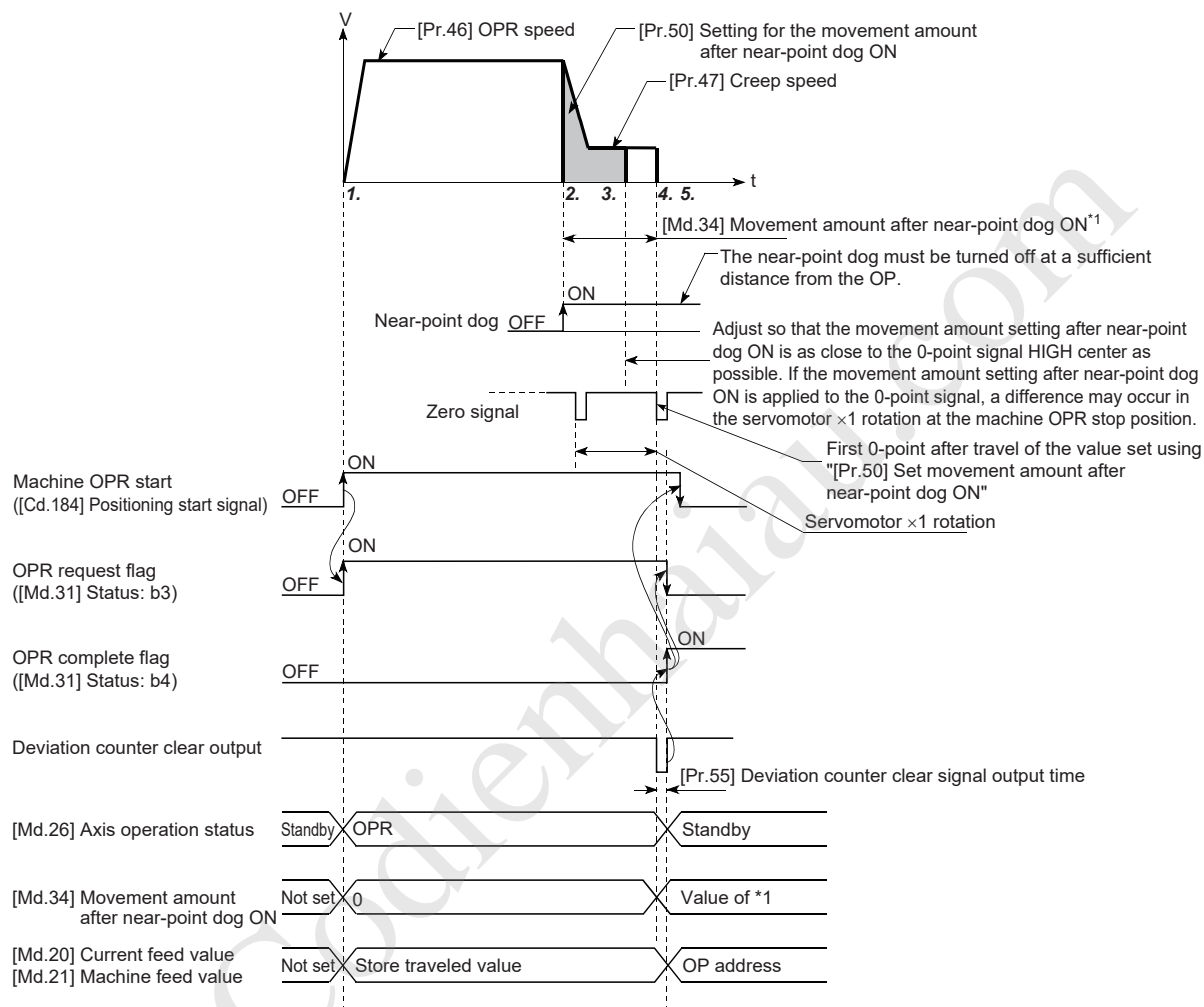 V
[Pr.46] OPR speed
[Pr.50] Setting for the movement amount
after near-point dog ON
[Pr.47] Creep speed
t
1.
2.
3.
4.
5.
[Md.34] Movement amount after near-point dog ON*1
The near-point dog must be turned off at a sufficient
distance from the OP.
ON
Near-point dog
OFF
Adjust so that the movement amount setting after near-point
dog ON is as close to the 0-point signal HIGH center as
possible. If the movement amount setting after near-point dog
ON is applied to the 0-point signal, a difference may occur in
the servomotor ×1 rotation at the machine OPR stop position.
Zero signal
First 0-point after travel of the value set using
"[Pr.50] Set movement amount after
near-point dog ON"
Servomotor ×1 rotation
Machine OPR start
([Cd.184] Positioning start signal)
OFF
ON
OPR request flag
([Md.31] Status: b3)
OFF
ON
OPR complete flag
([Md.31] Status: b4)
OFF
ON
Deviation counter clear output
[Pr.55] Deviation counter clear signal output time
[Md.26] Axis operation status
Standby
OPR
Standby
[Md.34] Movement amount
after near-point dog ON
Not set
0
Value of *1
[Md.20] Current feed value
[Md.21] Machine feed value
Not set
Store traveled value
OP address
Codienhaiau.com